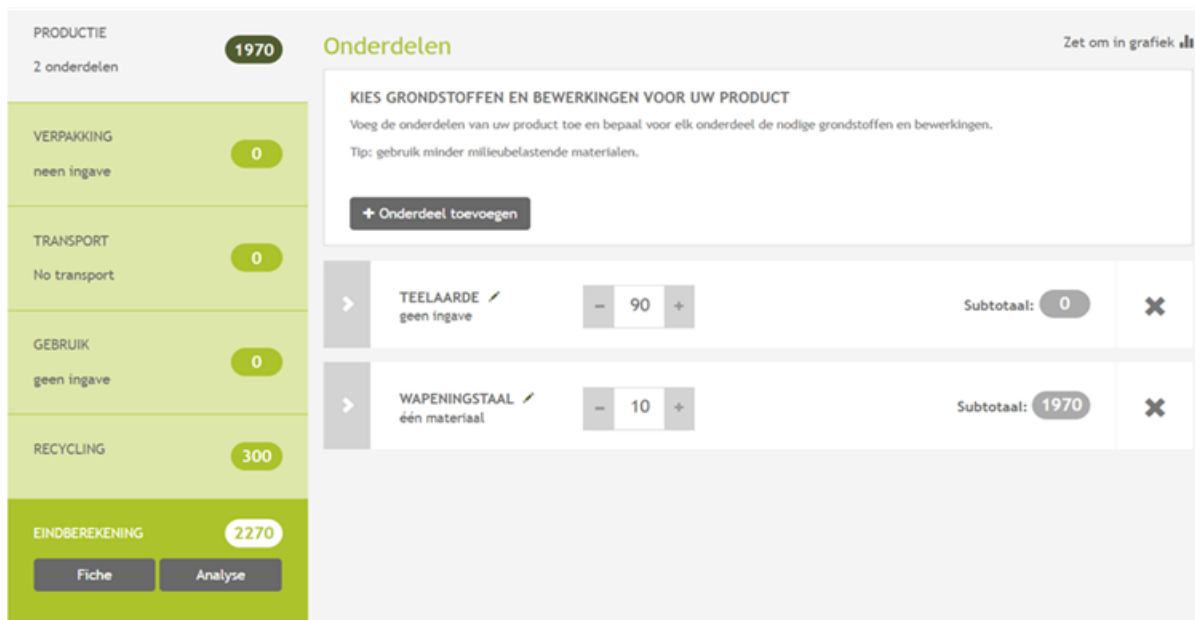 PRODUCTIE
1970
2 onderdelen
VERPAKKING
0
neen ingave
TRANSPORT
0
No transport
GEBRUIK
0
geen ingave
RECYCLING
300
EINDBEREKENING
2270
Fiche
Analyse
Onderdelen
Zet om in grafiek
KIES GRONDSTOFFEN EN BEWERKINGEN VOOR UW PRODUCT
Voeg de onderdelen van uw product toe en bepaal voor elk onderdeel de nodige grondstoffen en bewerkingen.
Tip: gebruik minder milieubelastende materialen.
+ Onderdeel toevoegen
TEELAARDE
geen ingave
- 90 +
Subtotaal: 0
WAPENINGSTAAL
één materiaal
- 10 +
Subtotaal: 1970